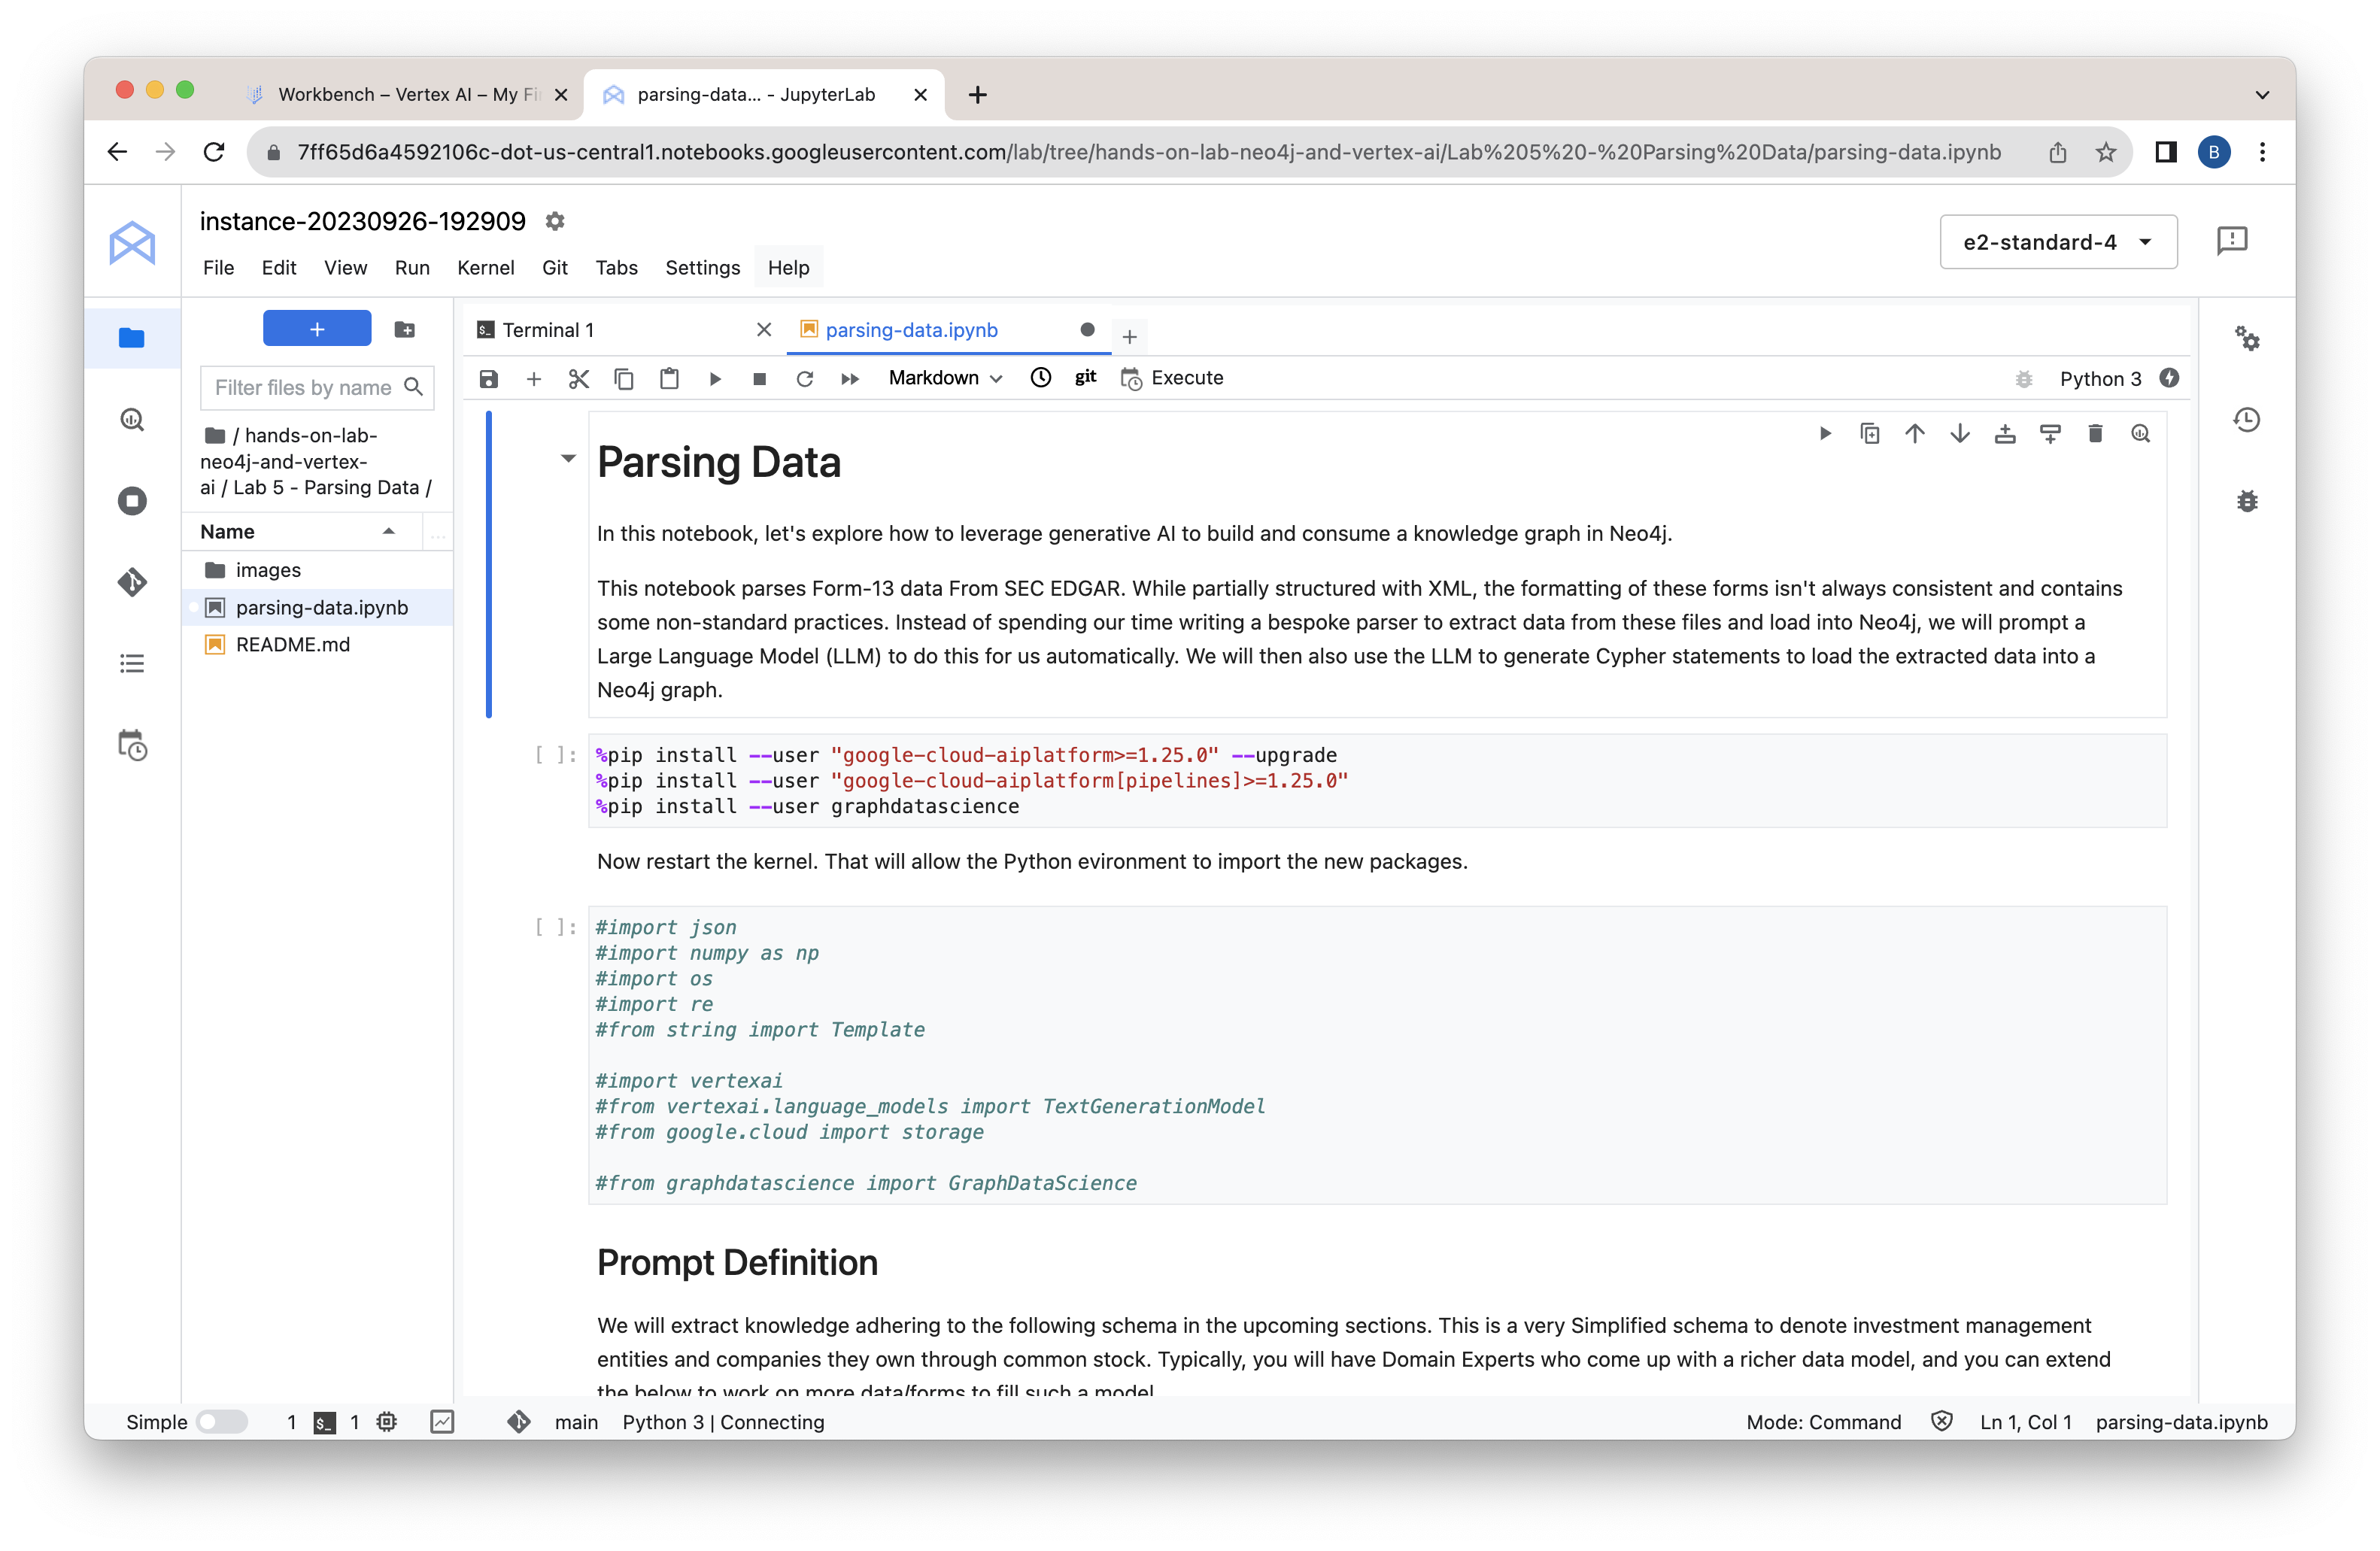 Workbench – Vertex AI – My Fi
parsing-data... - JupyterLab
7ff65d6a4592106c-dot-us-central1.notebooks.googleusercontent.com/lab/tree/hands-on-lab-neo4j-and-vertex-ai/Lab%205%20-%20Parsing%20Data/parsing-data.ipynb
B
instance-20230926-192909
e2-standard-4
File Edit View Run Kernel Git Tabs Settings Help
Terminal 1
parsing-data.ipynb
Filter files by name
Markdown
git
Execute
Python 3
/ hands-on-lab-
neo4j-and-vertex-
ai / Lab 5 - Parsing Data /
Name
...
images
parsing-data.ipynb
README.md
Parsing Data
In this notebook, let's explore how to leverage generative AI to build and consume a knowledge graph in Neo4j.
This notebook parses Form-13 data From SEC EDGAR. While partially structured with XML, the formatting of these forms isn't always consistent and contains
some non-standard practices. Instead of spending our time writing a bespoke parser to extract data from these files and load into Neo4j, we will prompt a
Large Language Model (LLM) to do this for us automatically. We will then also use the LLM to generate Cypher statements to load the extracted data into a
Neo4j graph.
[ ]:
%pip install --user "google-cloud-aiplatform>=1.25.0" --upgrade
%pip install --user "google-cloud-aiplatform[pipelines]>=1.25.0"
%pip install --user graphdatascience
Now restart the kernel. That will allow the Python evironment to import the new packages.
[ ]:
#import json
#import numpy as np
#import os
#import re
#from string import Template
#import vertexai
#from vertexai.language_models import TextGenerationModel
#from google.cloud import storage
#from graphdatascience import GraphDataScience
Prompt Definition
We will extract knowledge adhering to the following schema in the upcoming sections. This is a very Simplified schema to denote investment management
entities and companies they own through common stock. Typically, you will have Domain Experts who come up with a richer data model, and you can extend
the below to work on more data/forms to fill such a model.
Simple
1
$_
1
main
Python 3 | Connecting
Mode: Command
Ln 1, Col 1
parsing-data.ipynb